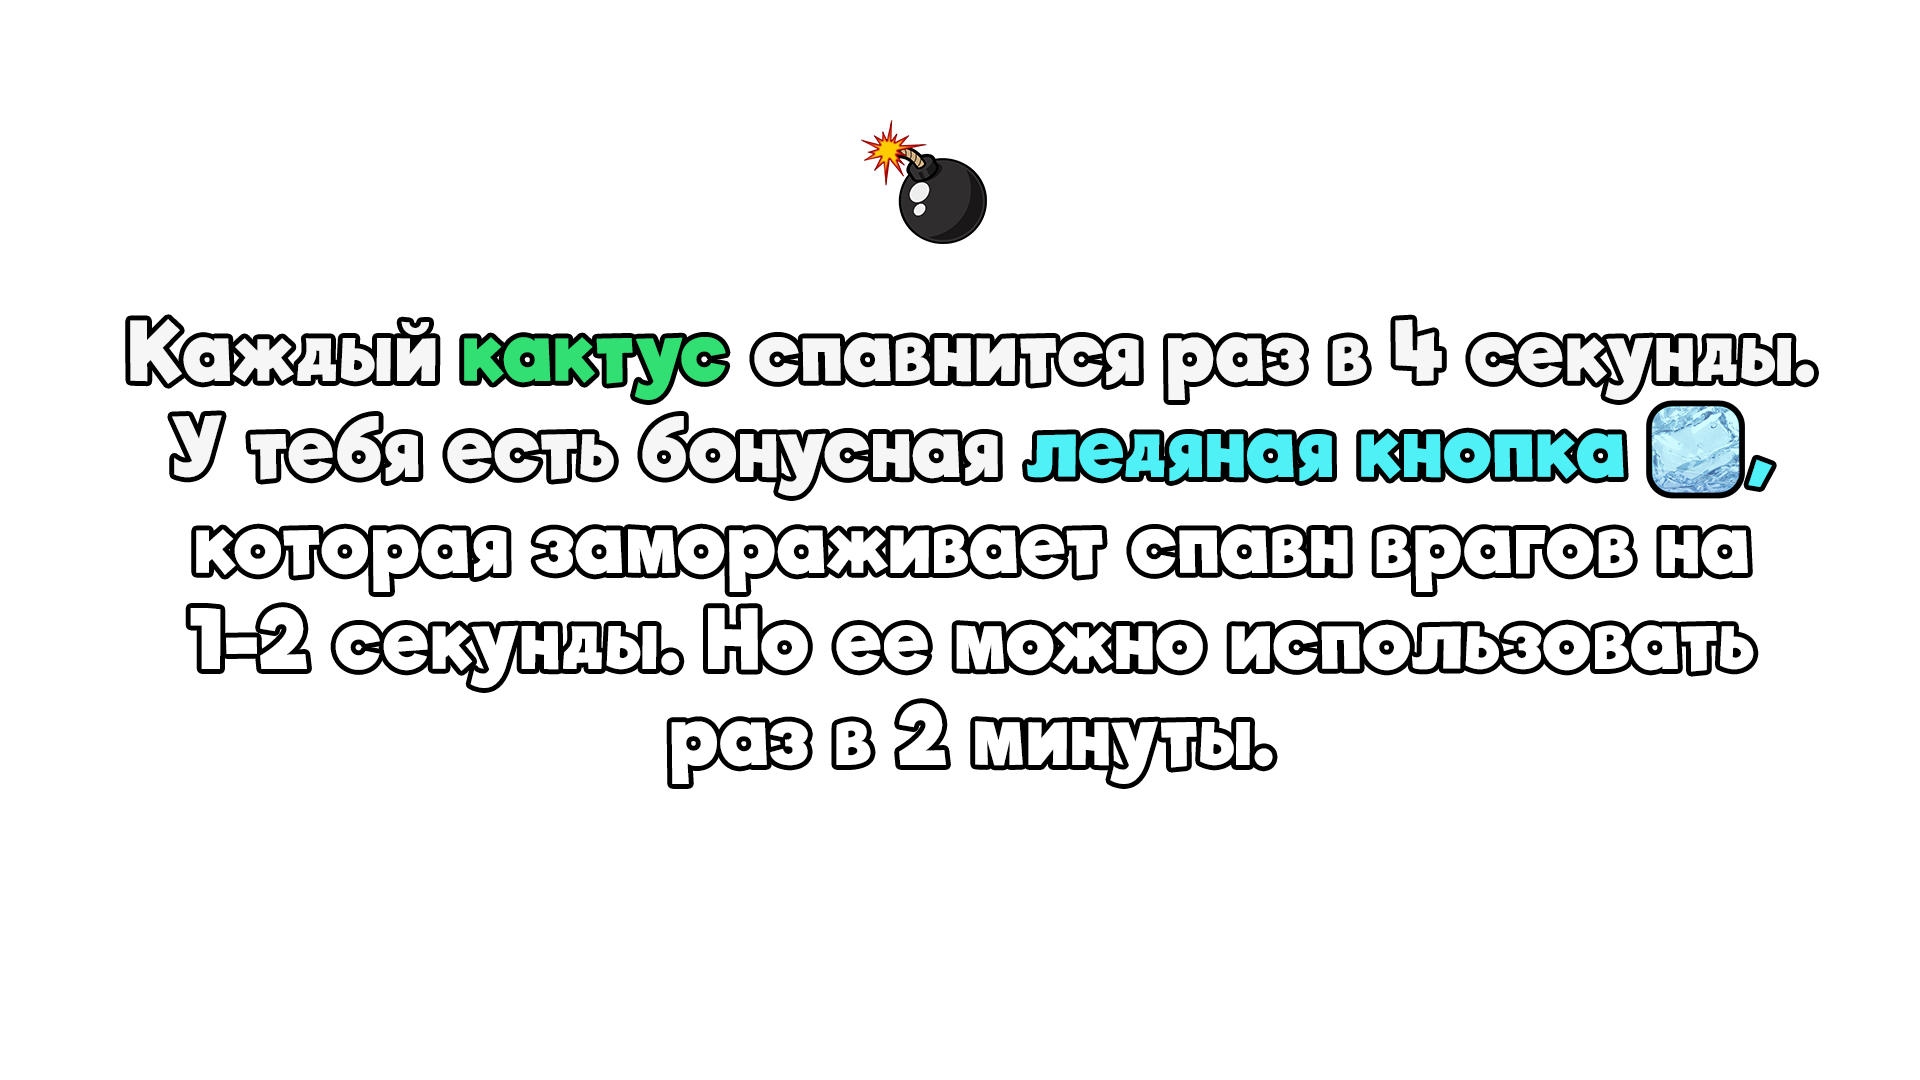 Каждый кактус спавнится раз в 4 секунды.
У тебя есть бонусная ледяная кнопка ,
которая замораживает спавн врагов на
1-2 секунды. Но ее можно использовать
раз в 2 минуты.